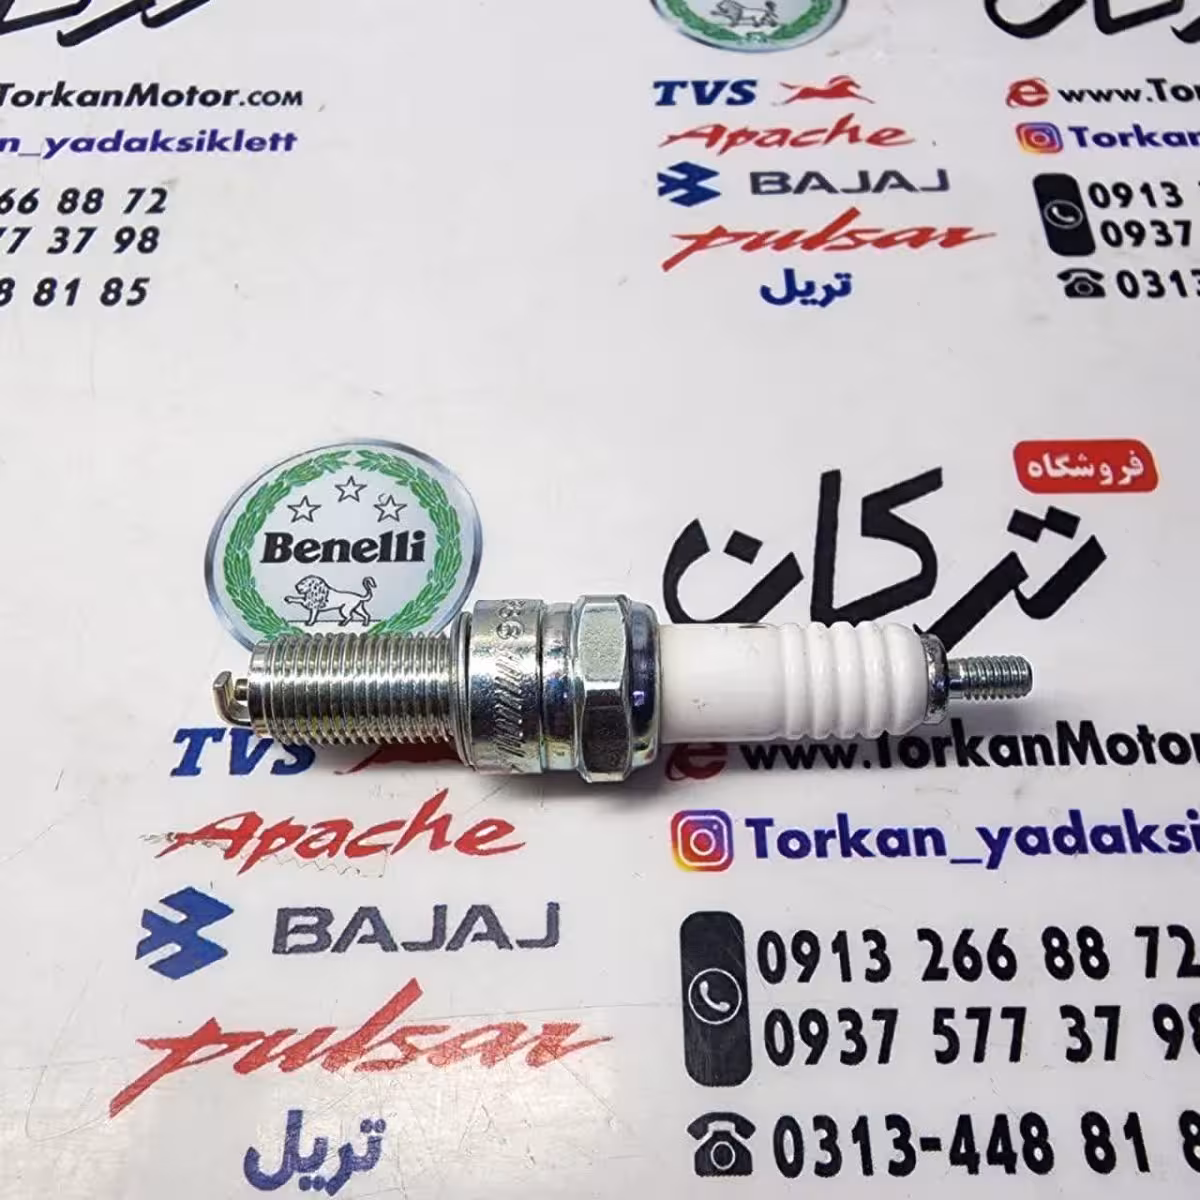 TorkanMotor.COM
n_yadaksiklett
66 88 72
77 37 98
8 81 85
TVS
Apache
BAJAJ
pulsar
تریل
www.Tor
Torkan
0913
0937
0313
Benelli
فروشگاه
ترکان
TVS
Apache
BAJAJ
pulsar
تریل
www.TorkanMotor
Torkan_yadaksi
0913 266 88 72
0937 577 37 98
0313-448 81 8